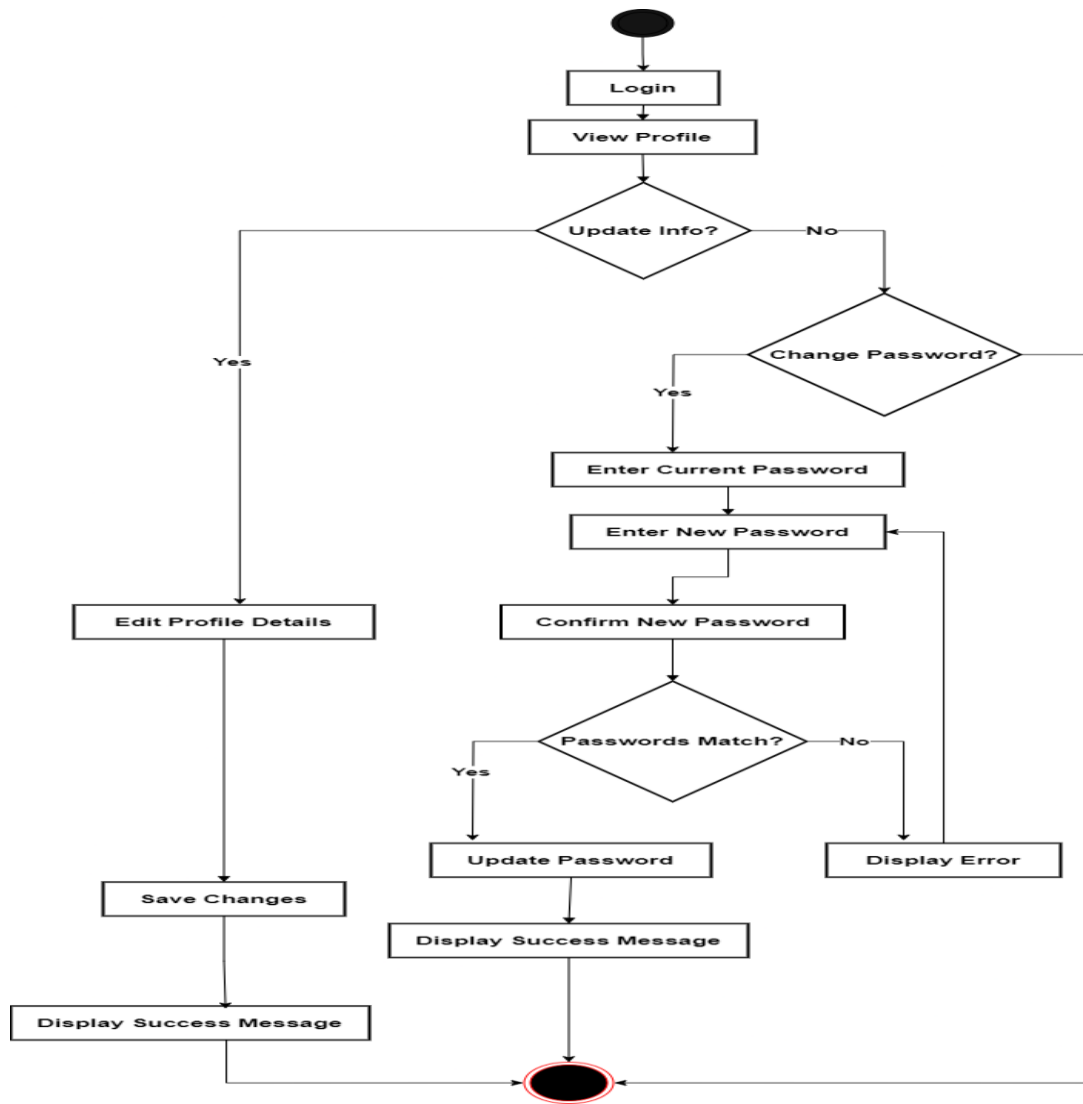 Login
View Profile
Update Info?
No
Change Password?
Yes
Yes
Enter Current Password
Enter New Password
Edit Profile Details
Confirm New Password
Passwords Match?
No
Yes
Update Password
Display Error
Save Changes
Display Success Message
Display Success Message